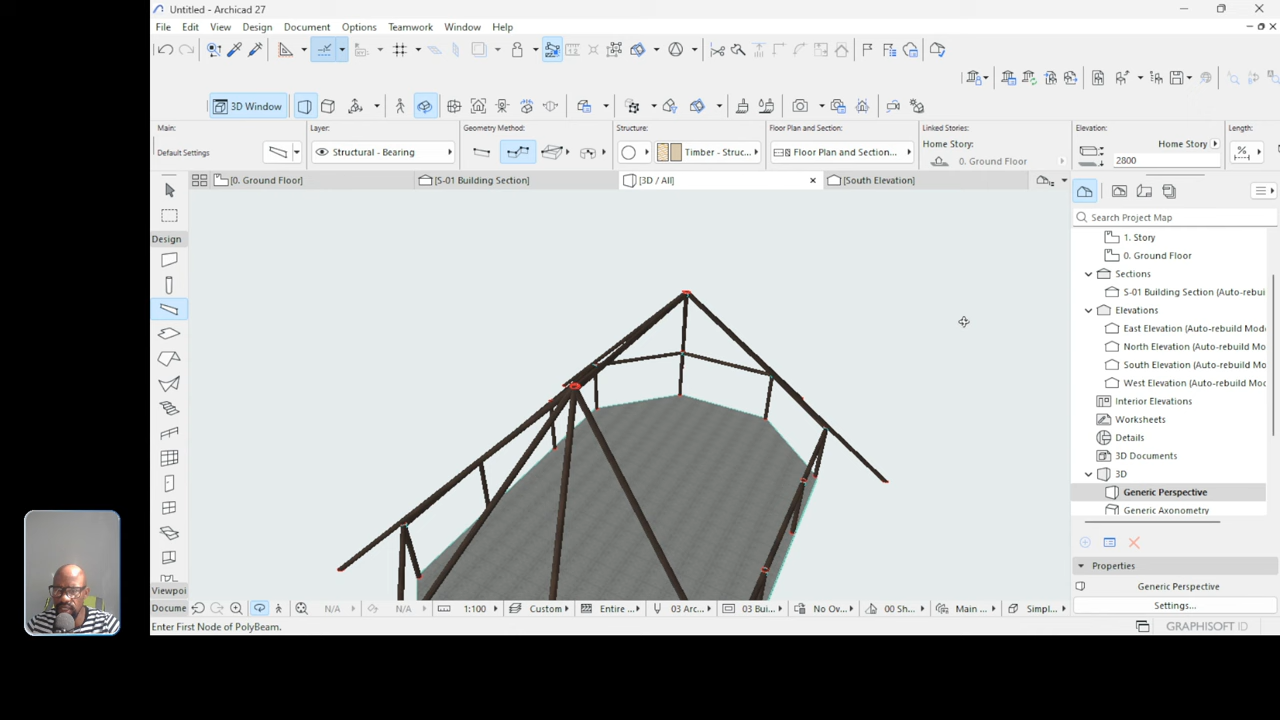 Untitled - Archicad 27
File Edit View Design Document Options Teamwork Window Help
3D Window
Main: Layer: Structure: Floor Plan and Section: Linked Stories: Elevation: Length:
Default Settings Structural - Bearing Timber - Struc... Floor Plan and Section... Home Story: 0. Ground Floor Home Story: 2800
[0. Ground Floor] [S-01 Building Section] [3D / All] [South Elevation]
Design
Search Project Map
1. Story
0. Ground Floor
Sections
S-01 Building Section (Auto-rebui
Elevations
East Elevation (Auto-rebuild Mode
North Elevation (Auto-rebuild Mo
South Elevation (Auto-rebuild Mo
West Elevation (Auto-rebuild Mo
Interior Elevations
Worksheets
Details
3D Documents
3D
Generic Perspective
Generic Axonometry
Properties
Generic Perspective
Settings...
Viewpoi
Docume N/A N/A 1:100 Custom Entire ... 03 Arc... 03 Bui... No Ov... 00 Sh... Main ... Simpl...
Enter First Node of PolyBeam.
GRAPHISOFT ID